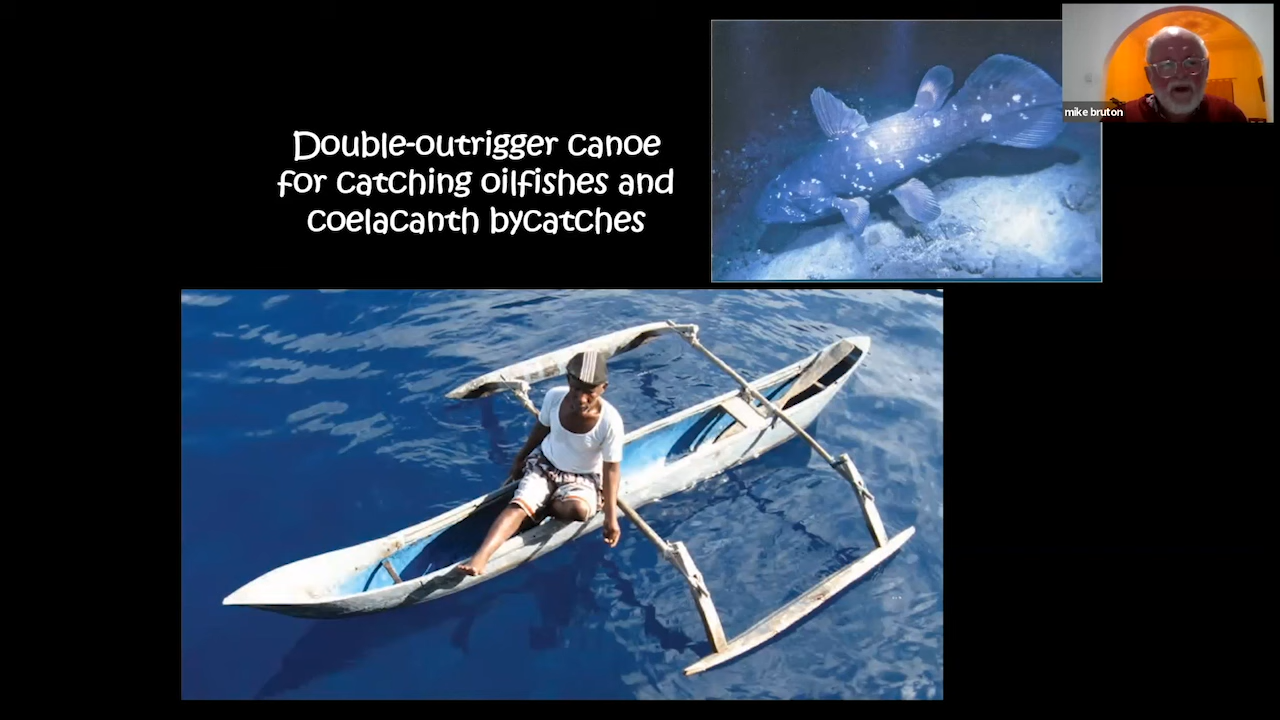 Double-outrigger canoe
for catching oilfishes and
coelacanth bycatches
mike bruton